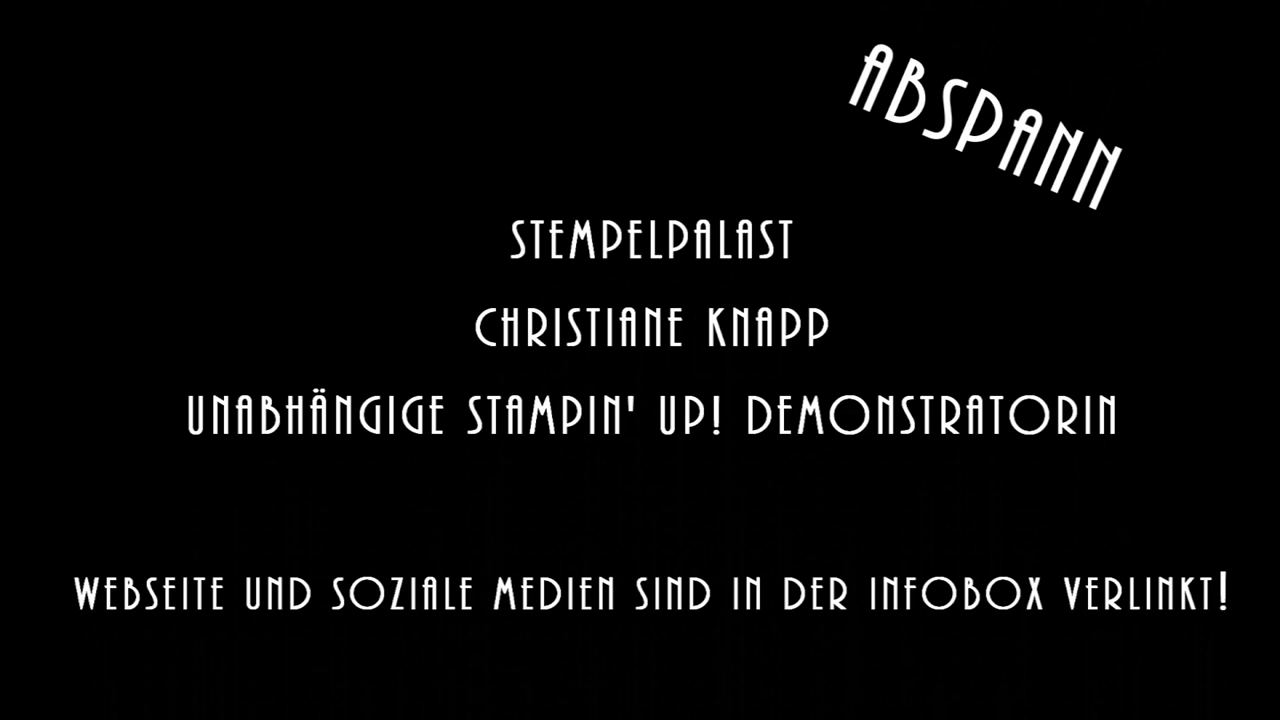 ABSPANN
STEMPELPALAST
CHRISTIANE KNAPP
UNABHÄNGIGE STAMPIN' UP! DEMONSTRATORIN
WEBSEITE UND SOZIALE MEDIEN SIND IN DER INFOBOX VERLINKT!